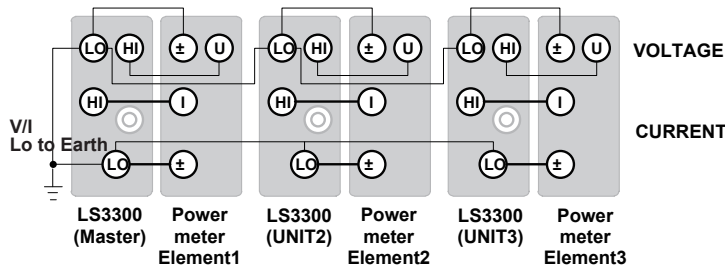 LO HI ± U LO HI ± U LO HI ± U VOLTAGE
HI I HI I HI I
V/I
Lo to Earth
CURRENT
LO ± LO ± LO ±
LS3300 Power LS3300 Power LS3300 Power
(Master) meter (UNIT2) meter (UNIT3) meter
Element1 Element2 Element3